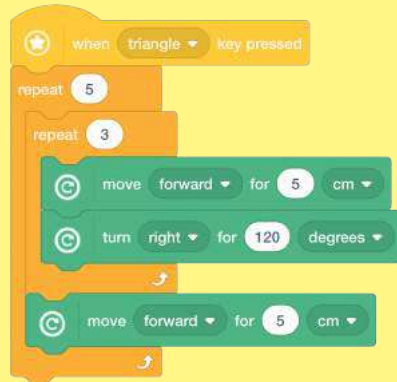 when triangle key pressed
repeat 5
repeat 3
move forward for 5 cm
turn right for 120 degrees
move forward for 5 cm